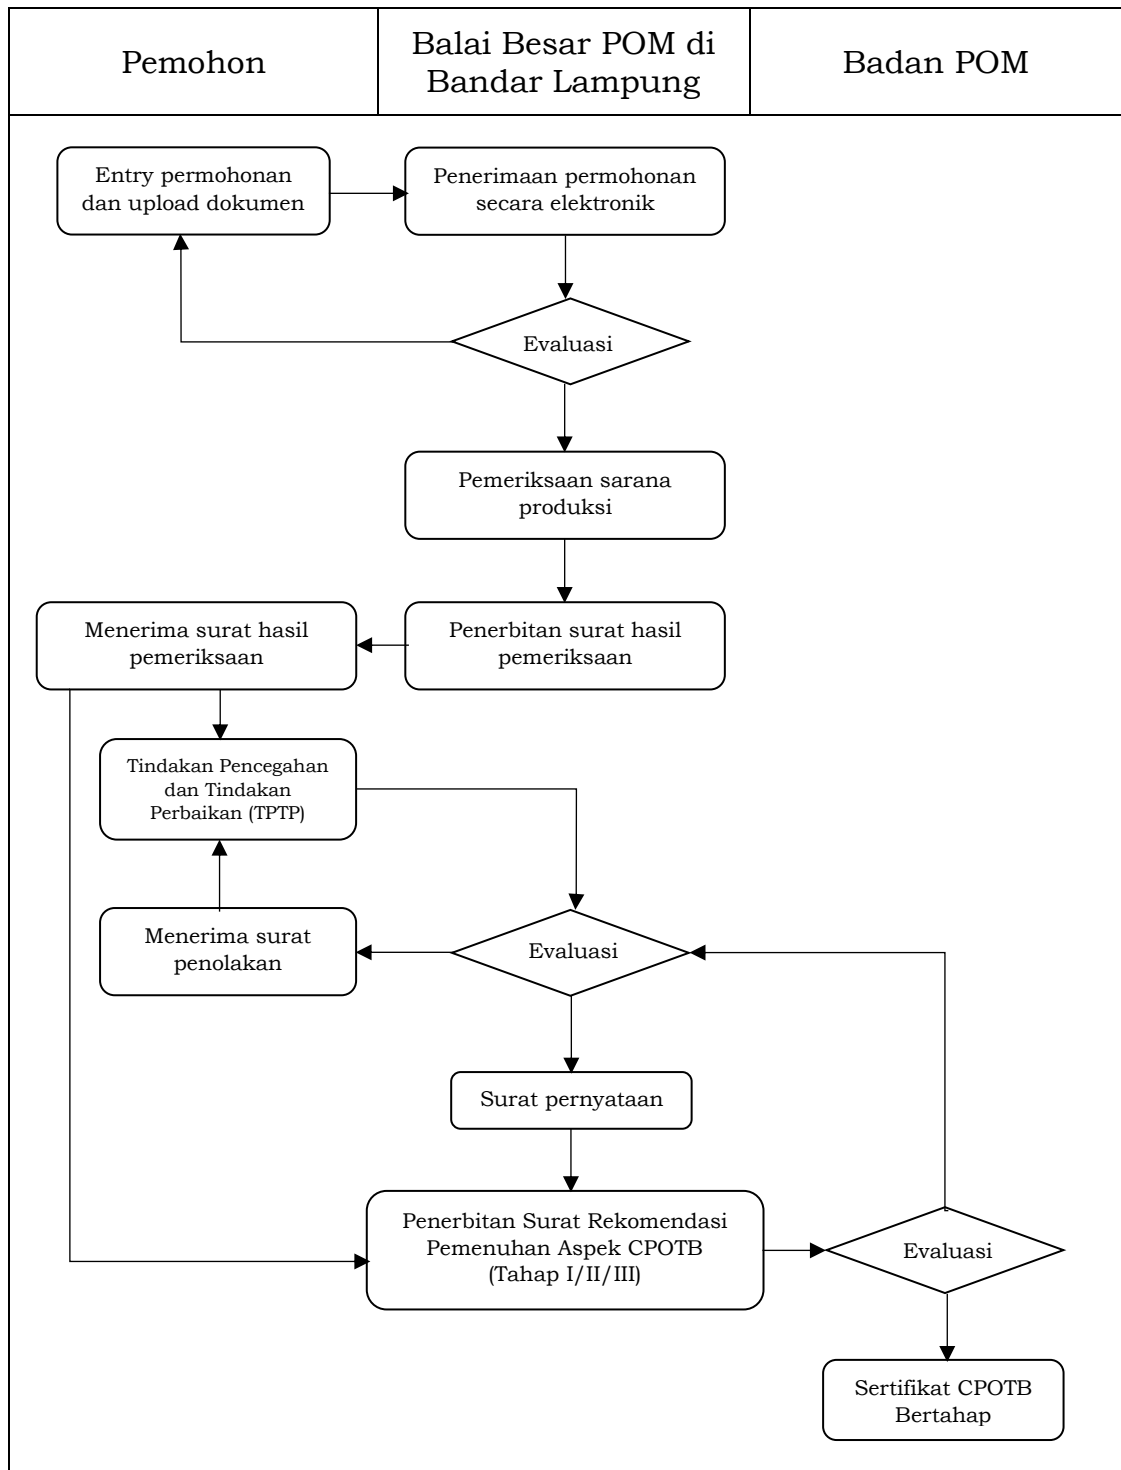 Pemohon
Balai Besar POM di
Bandar Lampung
Badan POM
Entry permohonan
dan upload dokumen
Penerimaan permohonan
secara elektronik
Evaluasi
Pemeriksaan sarana
produksi
Menerima surat hasil
pemeriksaan
Penerbitan surat hasil
pemeriksaan
Tindakan Pencegahan
dan Tindakan
Perbaikan (TPTP)
Menerima surat
penolakan
Evaluasi
Surat pernyataan
Penerbitan Surat Rekomendasi
Pemenuhan Aspek CPOTB
(Tahap I/II/III)
Evaluasi
Sertifikat CPOTB
Bertahap